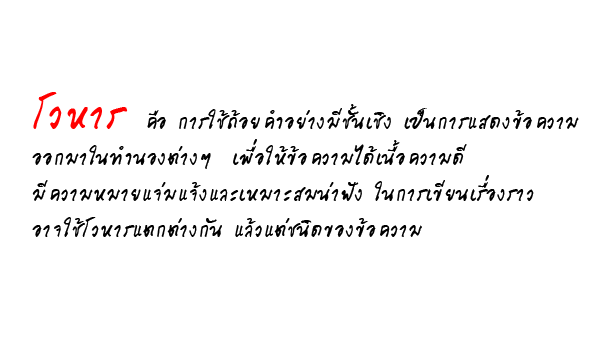 โวหาร คือ การใช้ถ้อยคำอย่างมีชั้นเชิง เป็นการแสดงข้อความ
ออกมาในทำนองต่างๆ เพื่อให้ข้อความได้เนื้อความดี
มีความหมายแจ่มแจ้งและเหมาะสมน่าฟัง ในการเขียนเรื่องราว
อาจใช้โวหารแตกต่างกัน แล้วแต่ชนิดของข้อความ